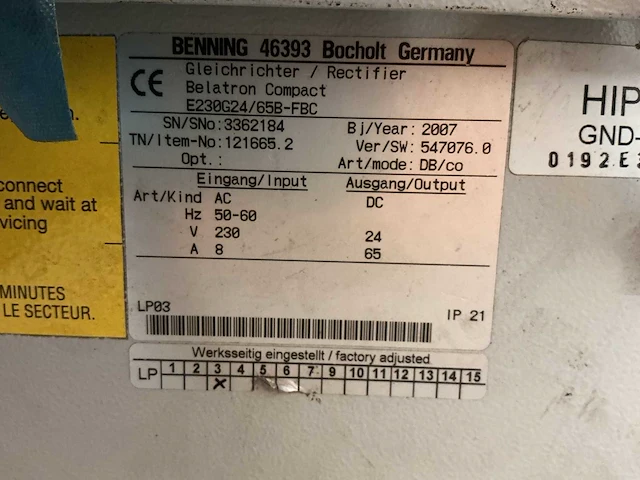 BENNING 46393 Bocholt Germany
CE
Gleichrichter / Rectifier
Belatron Compact
E230G24/65B-FBC
SN/SNo: 3362184 Bj/Year: 2007
TN/Item-No: 121665.2 Ver/SW: 547076.0
Opt.: Art/mode: DB/co
Eingang/Input Ausgang/Output
Art/Kind AC DC
Hz 50-60
V 230 24
A 8 65
LP03 IP 21
Werksseitig eingestellt / factory adjusted
LP 1 2 3 4 5 6 7 8 9 10 11 12 13 14 15
x
connect
and wait at
vicing
MINUTES
LE SECTEUR.
HIP
GND-
0192E